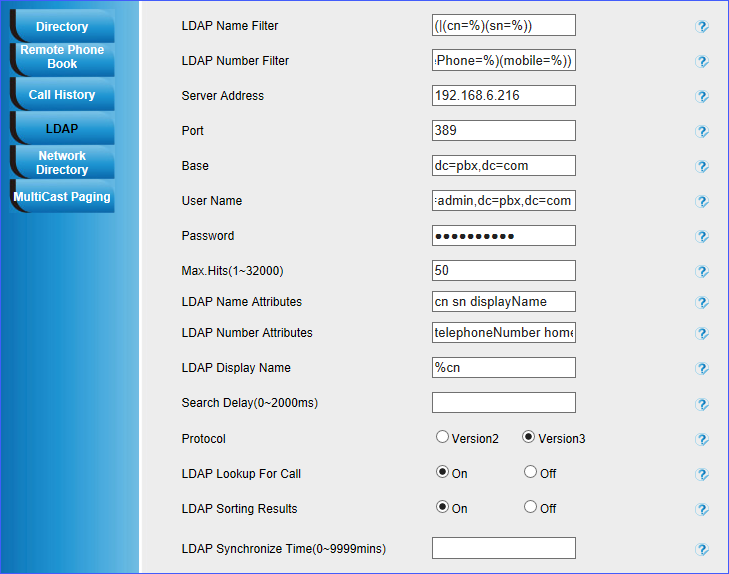 Directory
Remote Phone
Book
Call History
LDAP
Network
Directory
MultiCast Paging
LDAP Name Filter (|(cn=%)(sn=%))
LDAP Number Filter Phone=%)(mobile=%))
Server Address 192.168.6.216
Port 389
Base dc=pbx,dc=com
User Name =admin,dc=pbx,dc=com
Password ●●●●●●●●●●
Max.Hits(1~32000) 50
LDAP Name Attributes cn sn displayName
LDAP Number Attributes telephoneNumber home
LDAP Display Name %cn
Search Delay(0~2000ms)
Protocol Version2 Version3
LDAP Lookup For Call On Off
LDAP Sorting Results On Off
LDAP Synchronize Time(0~9999mins)